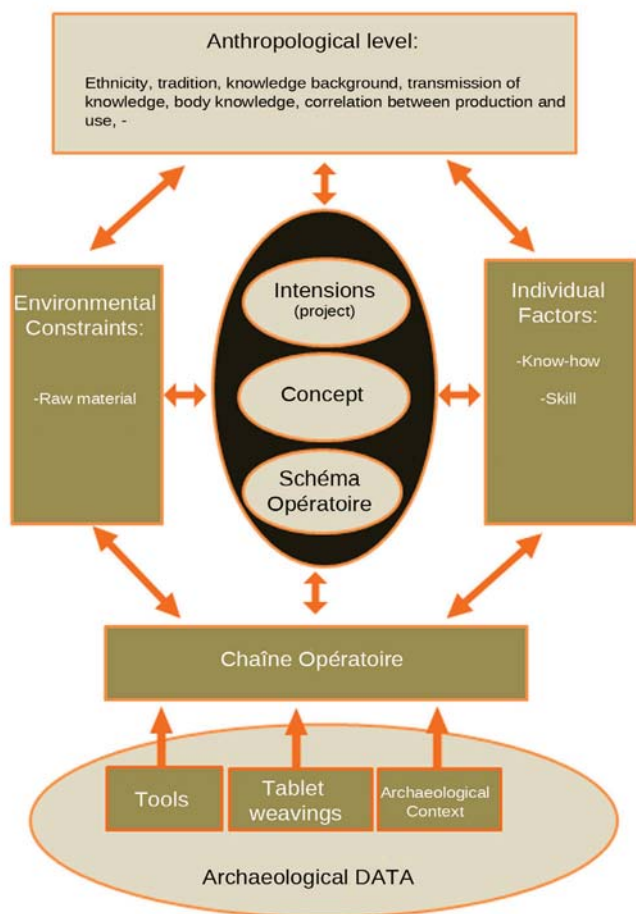 Anthropological level:
Ethnicity, tradition, knowledge background, transmission of
knowledge, body knowledge, correlation between production and
use, -
Environmental
Constraints:
-Raw material
Intensions
(project)
Concept
Schéma
Opératoire
Individual
Factors:
-Know-how
-Skill
Chaîne Opératoire
Tools
Tablet
weavings
Archaeological
Context
Archaeological DATA